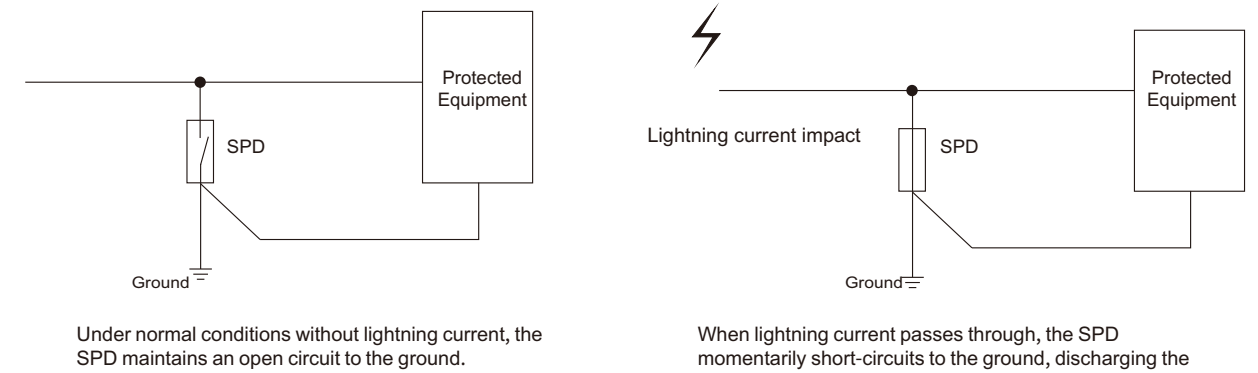 Protected
Equipment
SPD
Ground
Under normal conditions without lightning current, the
SPD maintains an open circuit to the ground.
Protected
Equipment
Lightning current impact
SPD
Ground
When lightning current passes through, the SPD
momentarily short-circuits to the ground, discharging the